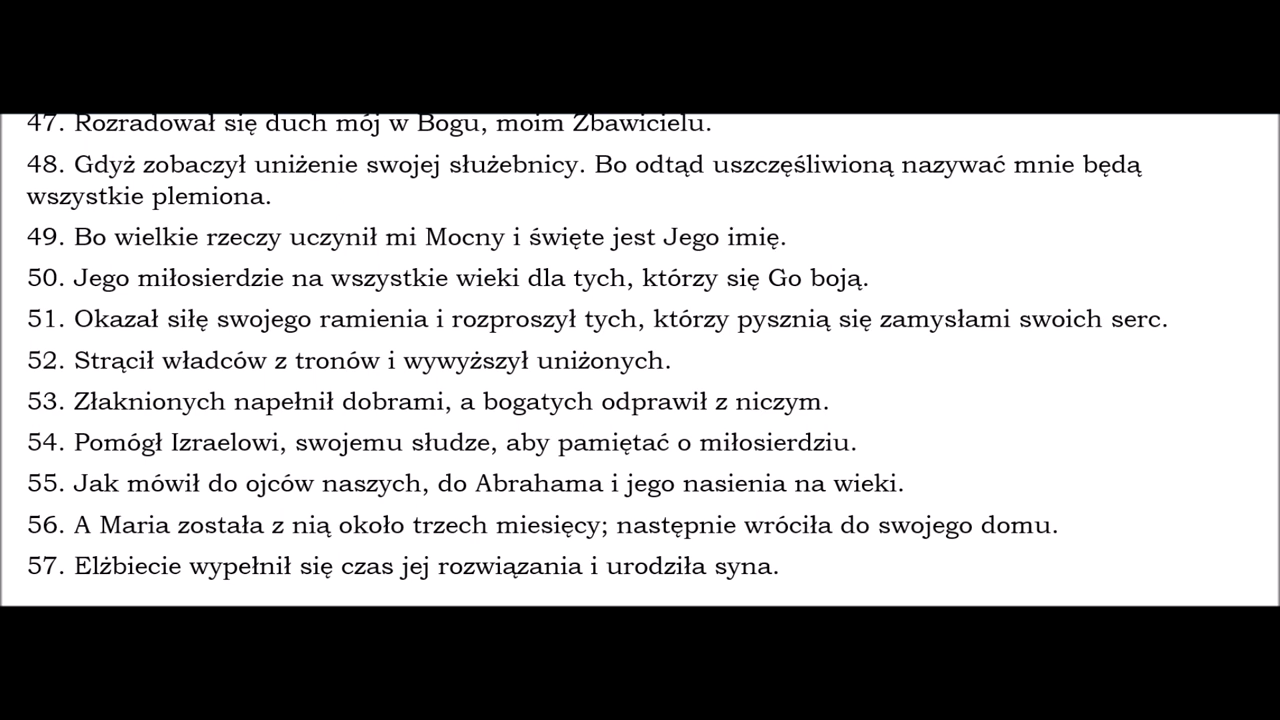 47. Rozradował się duch mój w Bogu, moim Zbawicielu.
48. Gdyż zobaczył uniżenie swojej służebnicy. Bo odtąd uszczęśliwioną nazywać mnie będą
wszystkie plemiona.
49. Bo wielkie rzeczy uczynił mi Mocny i święte jest Jego imię.
50. Jego miłosierdzie na wszystkie wieki dla tych, którzy się Go boją.
51. Okazał siłę swojego ramienia i rozproszył tych, którzy pysznią się zamysłami swoich serc.
52. Strącił władców z tronów i wywyższył uniżonych.
53. Złaknionych napełnił dobrami, a bogatych odprawił z niczym.
54. Pomógł Izraelowi, swojemu słudze, aby pamiętać o miłosierdziu.
55. Jak mówił do ojców naszych, do Abrahama i jego nasienia na wieki.
56. A Maria została z nią około trzech miesięcy; następnie wróciła do swojego domu.
57. Elżbiecie wypełnił się czas jej rozwiązania i urodziła syna.